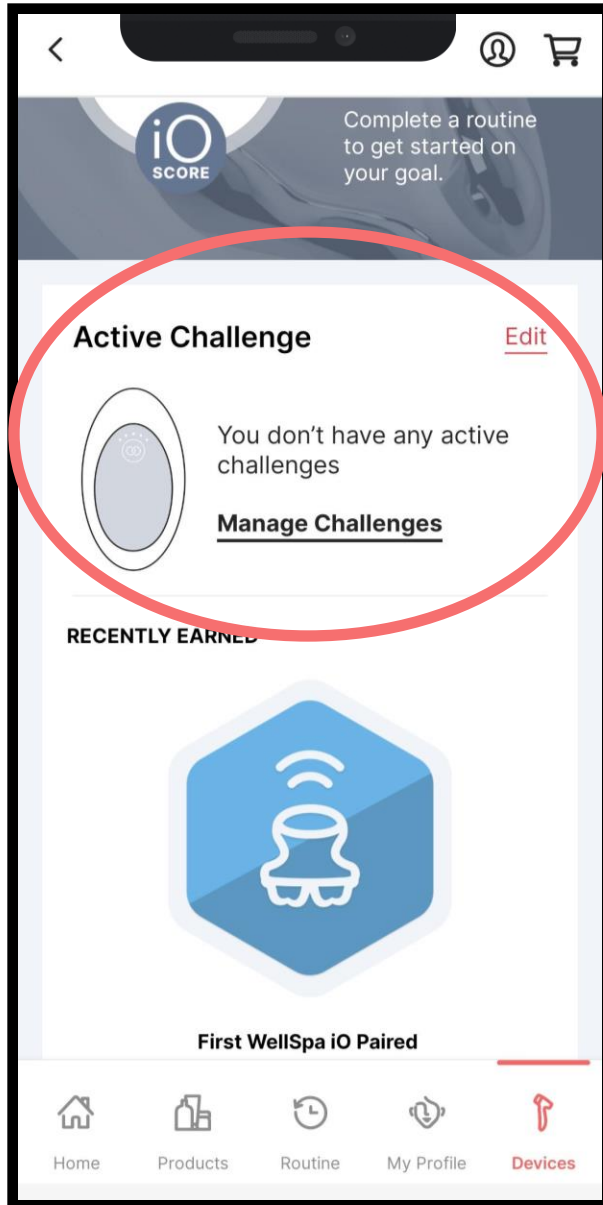 iO
SCORE
Complete a routine
to get started on
your goal.
Active Challenge
Edit
You don’t have any active
challenges
Manage Challenges
RECENTLY EARNED
First WellSpa iO Paired
Home
Products
Routine
My Profile
Devices